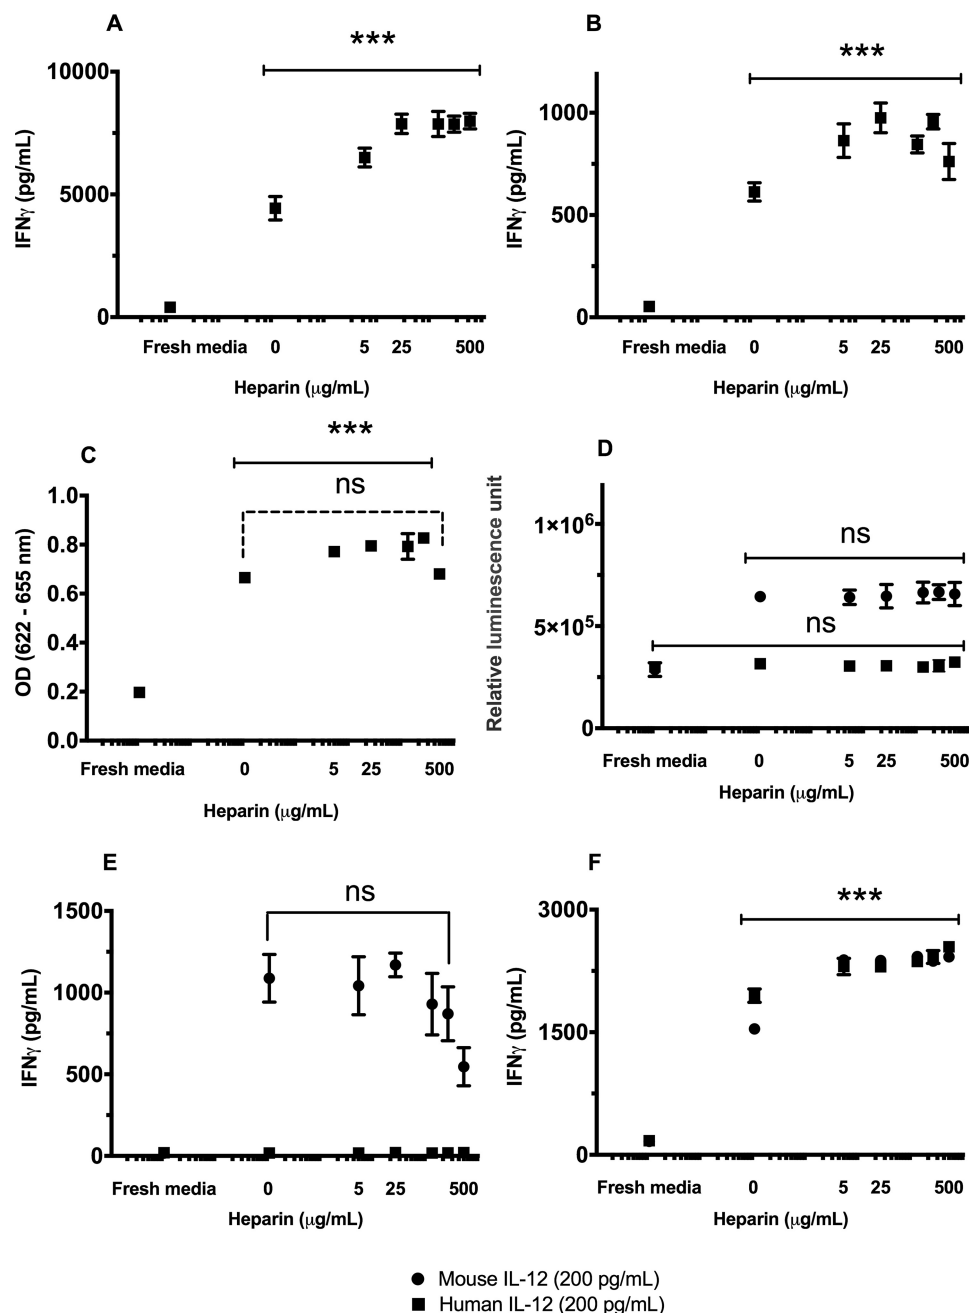 A
***
10000
5000
0
IFNγ (pg/mL)
Fresh media 0 5 25 500
Heparin (μg/mL)
B
***
1000
500
0
IFNγ (pg/mL)
Fresh media 0 5 25 500
Heparin (μg/mL)
C
***
ns
1.0
0.8
0.6
0.4
0.2
0.0
OD (622 - 655 nm)
Fresh media 0 5 25 500
Heparin (μg/mL)
D
ns
ns
1×10⁶
5×10⁵
0
Relative luminescence unit
Fresh media 0 5 25 500
Heparin (μg/mL)
E
ns
1500
1000
500
0
IFNγ (pg/mL)
Fresh media 0 5 25 500
Heparin (μg/mL)
F
***
3000
1500
0
IFNγ (pg/mL)
Fresh media 0 5 25 500
Heparin (μg/mL)
Mouse IL-12 (200 pg/mL)
Human IL-12 (200 pg/mL)